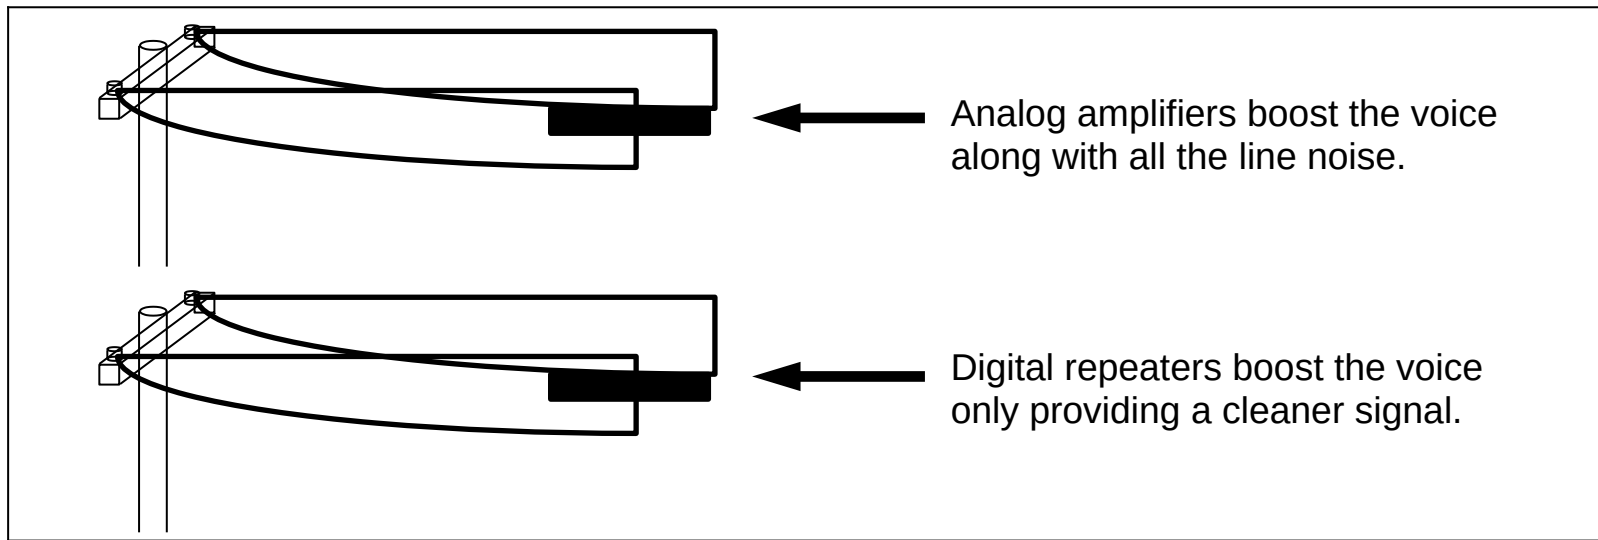 Analog amplifiers boost the voice
along with all the line noise.
Digital repeaters boost the voice
only providing a cleaner signal.